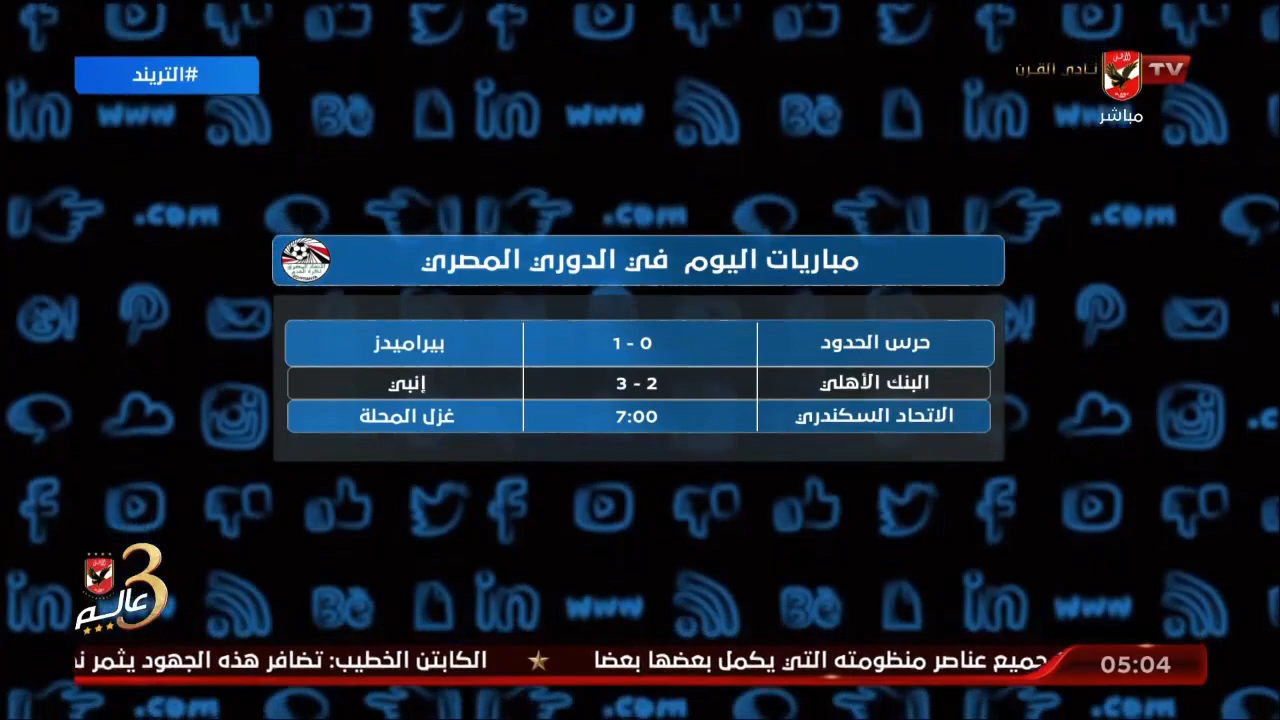 #التريند
نادي القرن TV
مباشر
مباريات اليوم في الدوري المصري
حرس الحدود 0 - 1 بيراميدز
البنك الأهلي 2 - 3 إنبي
الاتحاد السكندري 7:00 غزل المحلة
3 عالم
جميع عناصر منظومته التي يكمل بعضها بعضا ★ الكابتن الخطيب: تضافر هذه الجهود يثمر
05:04